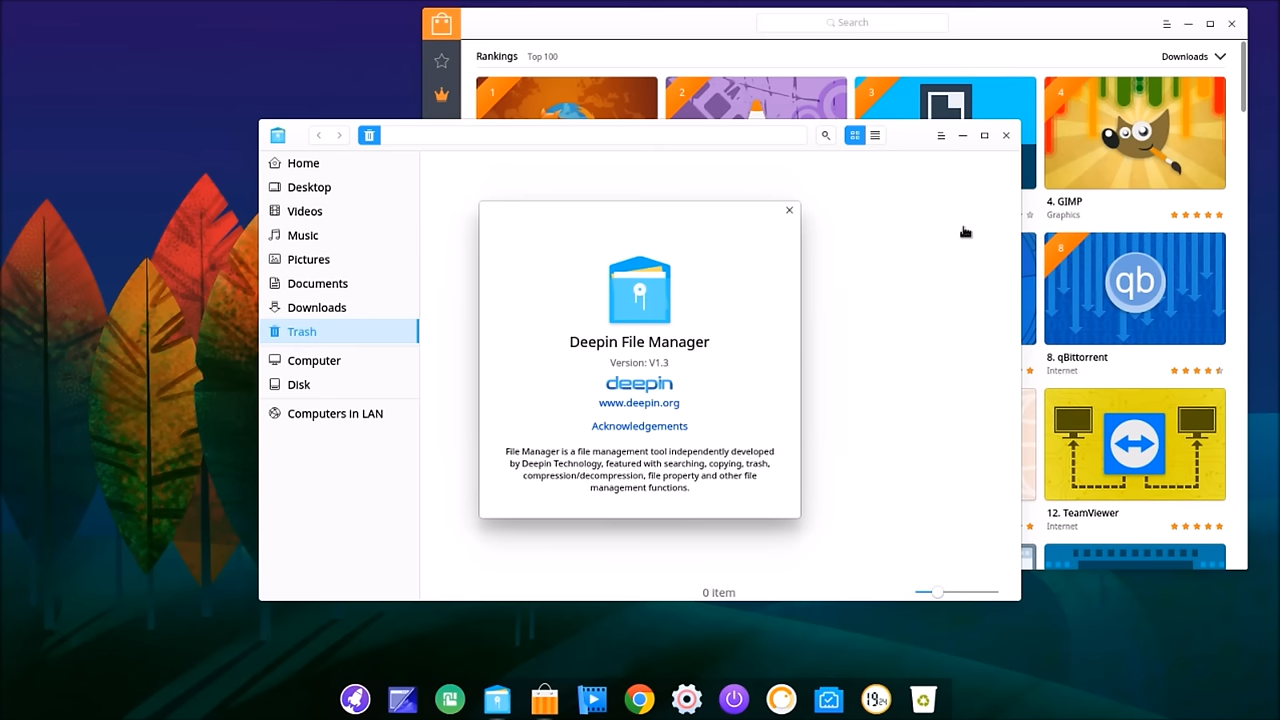 Search
Rankings Top 100
Downloads
1
2
3
4
4. GIMP
Graphics
8
qb
8. qBittorrent
Internet
12. TeamViewer
Internet
Home
Desktop
Videos
Music
Pictures
Documents
Downloads
Trash
Computer
Disk
Computers in LAN
Deepin File Manager
Version: V1.3
deepin
www.deepin.org
Acknowledgements
File Manager is a file management tool independently developed
by Deepin Technology, featured with searching, copying, trash,
compression/decompression, file property and other file
management functions.
0 item
19 24